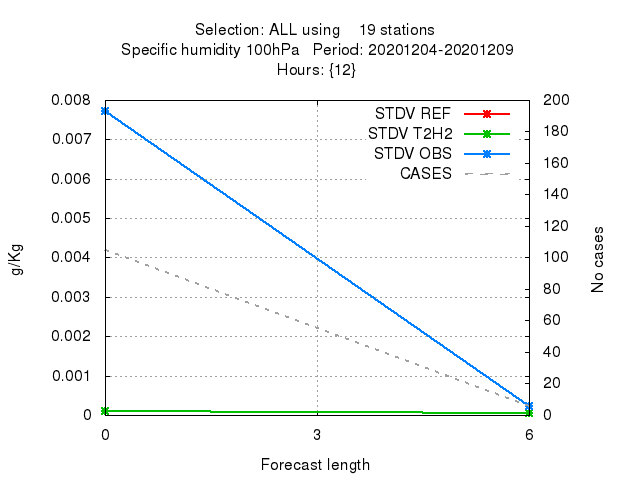 Selection: ALL using 19 stations
Specific humidity 100hPa Period: 20201204-20201209
Hours: {12}
STDV REF
STDV T2H2
STDV OBS
CASES
0.008
0.007
0.006
0.005
0.004
0.003
0.002
0.001
0
g/Kg
200
180
160
140
120
100
80
60
40
20
0
No cases
0 3 6
Forecast length